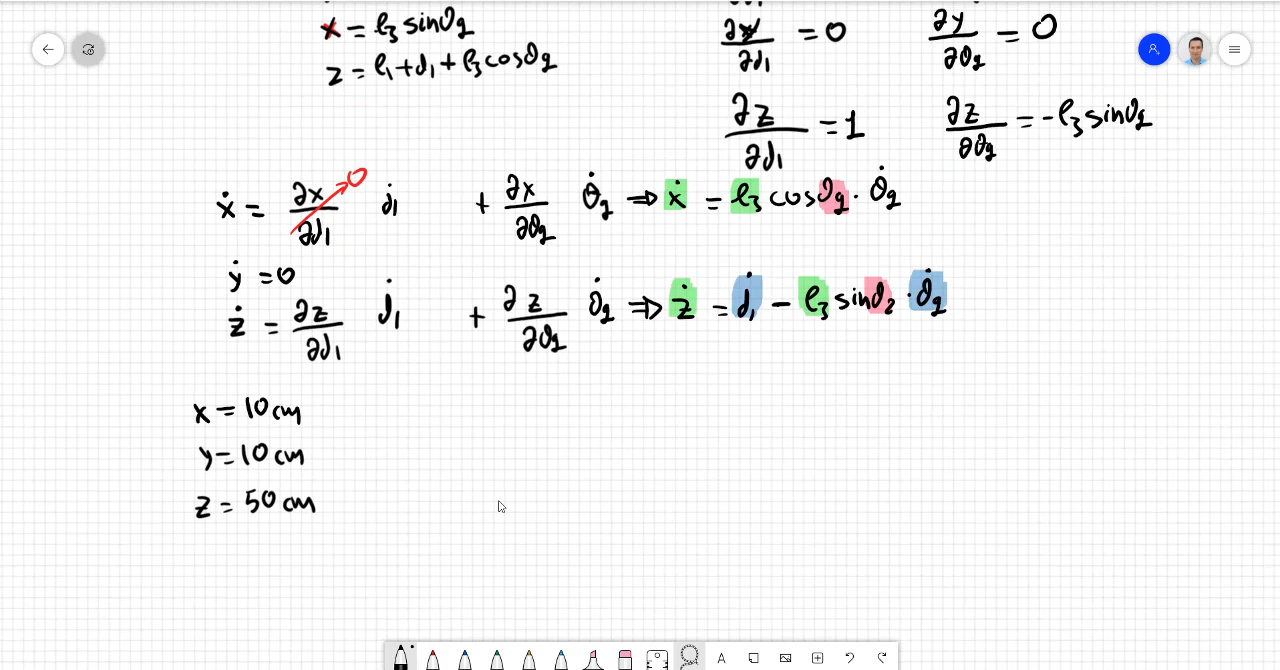 x = l3 sinθ2
z = l1 + d1 + l3 cosθ2
∂x/∂d1 = 0
∂y/∂θ2 = 0
∂z/∂d1 = 1
∂z/∂θ2 = -l3 sinθ2
ẋ = ∂x/∂d1 0 ḋ1 + ∂x/∂θ2 θ̇2 ⇒ ẋ = l3 cosθ2 · θ̇2
ẏ = 0
ż = ∂z/∂d1 ḋ1 + ∂z/∂θ2 θ̇2 ⇒ ż = ḋ1 - l3 sinθ2 · θ̇2
x = 10 cm
y = 10 cm
z = 50 cm
A